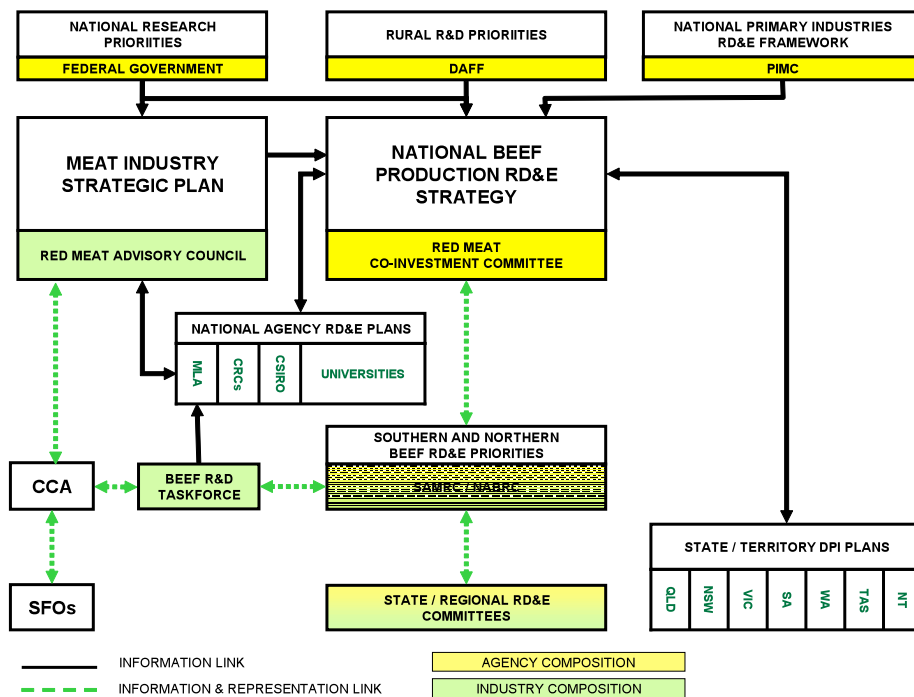 NATIONAL RESEARCH
PRIORIITIES
FEDERAL GOVERNMENT
RURAL R&D PRIORIITIES
DAFF
NATIONAL PRIMARY INDUSTRIES
RD&E FRAMEWORK
PIMC
MEAT INDUSTRY
STRATEGIC PLAN
RED MEAT ADVISORY COUNCIL
NATIONAL BEEF
PRODUCTION RD&E
STRATEGY
RED MEAT
CO-INVESTMENT COMMITTEE
NATIONAL AGENCY RD&E PLANS
MLA
CRCs
CSIRO
UNIVERSITIES
SOUTHERN AND NORTHERN
BEEF RD&E PRIORITIES
SAMRC / NABRC
CCA
BEEF R&D
TASKFORCE
SFOs
STATE / REGIONAL RD&E
COMMITTEES
STATE / TERRITORY DPI PLANS
QLD
NSW
VIC
SA
WA
TAS
NT
INFORMATION LINK
INFORMATION & REPRESENTATION LINK
AGENCY COMPOSITION
INDUSTRY COMPOSITION